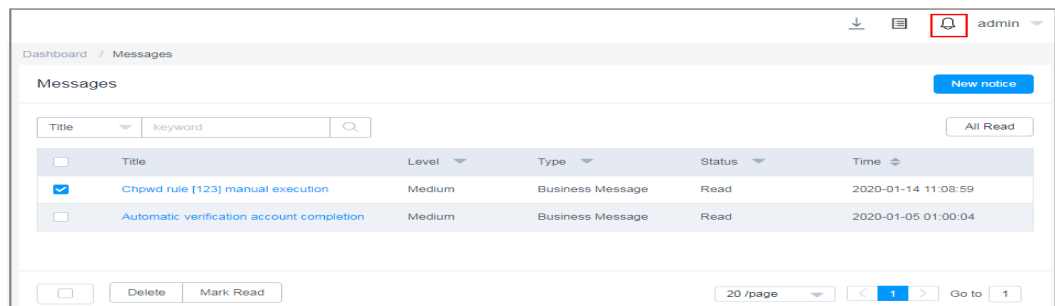 admin
Dashboard / Messages
Messages
New notice
Title keyword
All Read
Title Level Type Status Time
Chpwd rule [123] manual execution Medium Business Message Read 2020-01-14 11:08:59
Automatic verification account completion Medium Business Message Read 2020-01-05 01:00:04
Delete Mark Read 20 /page < 1 > Go to 1